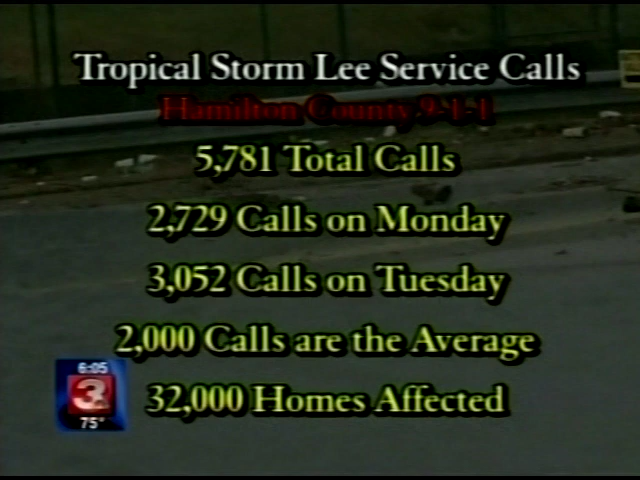 Tropical Storm Lee Service Calls
Hamilton County 9-1-1
5,781 Total Calls
2,729 Calls on Monday
3,052 Calls on Tuesday
2,000 Calls are the Average
32,000 Homes Affected
6:05
3
75°